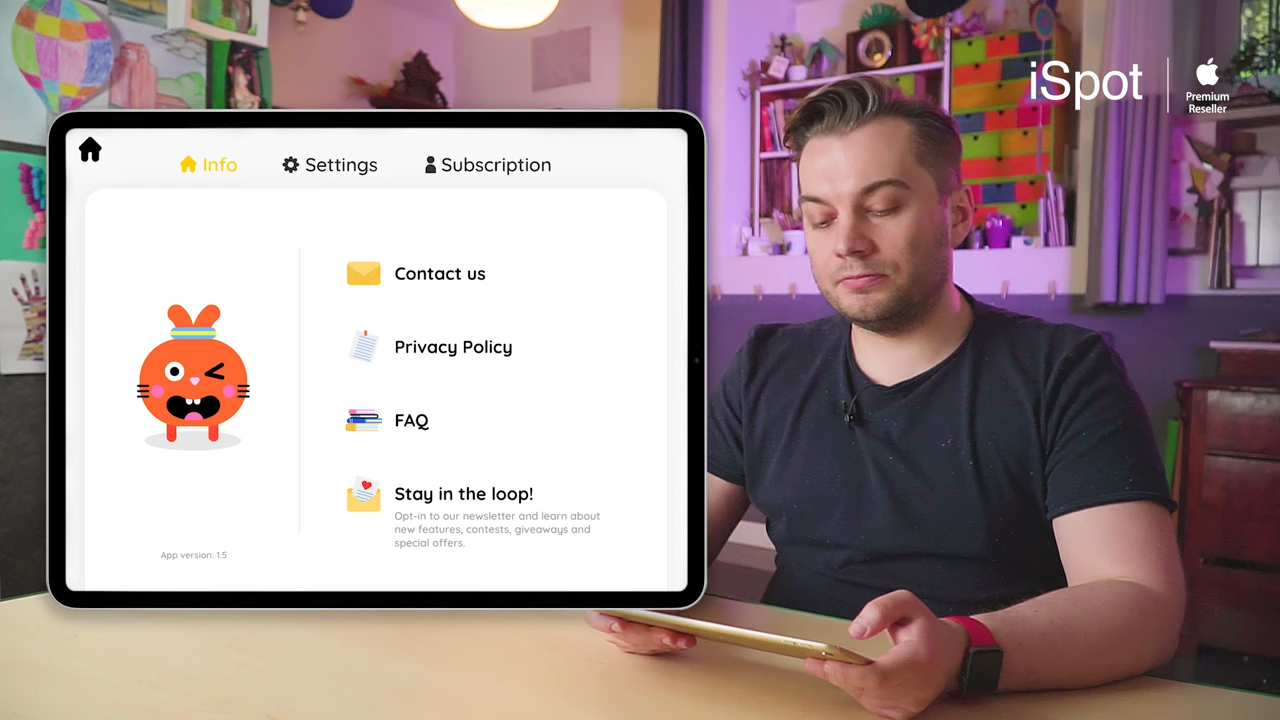 iSpot
Premium
Reseller
Info
Settings
Subscription
Contact us
Privacy Policy
FAQ
Stay in the loop!
Opt-in to our newsletter and learn about
new features, contests, giveaways and
special offers.
App version: 1.5